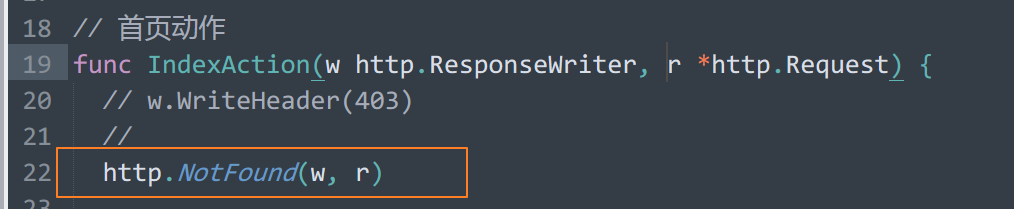 18 // 首页动作
19 func IndexAction(w http.ResponseWriter, r *http.Request) {
20 // w.WriteHeader(403)
21 //
22 http.NotFound(w, r)
23